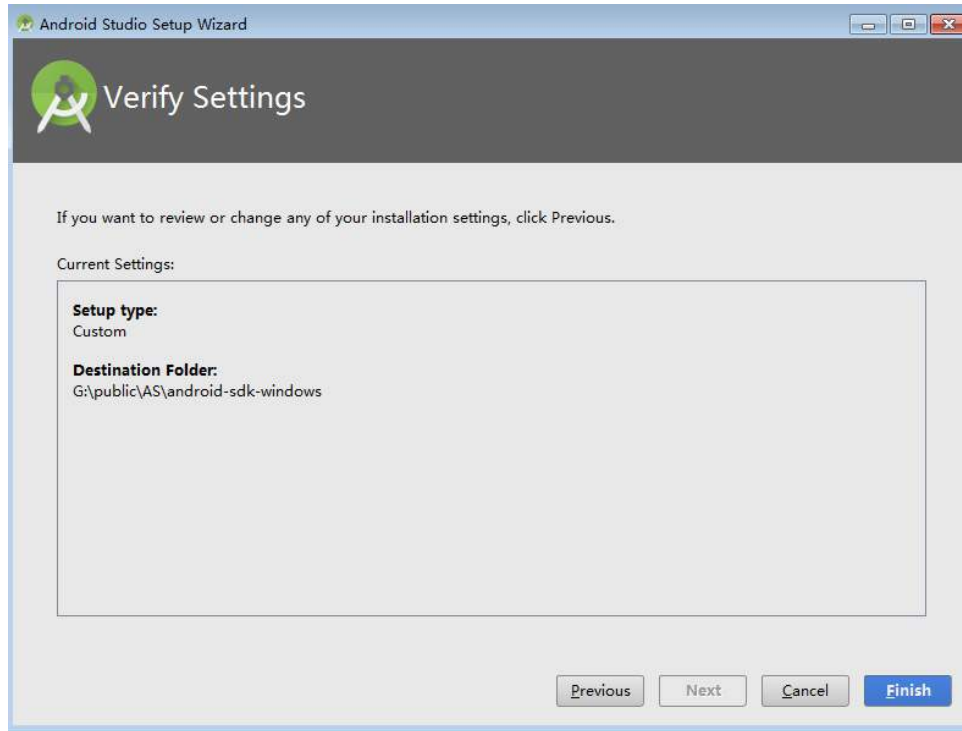 Android Studio Setup Wizard
Verify Settings
If you want to review or change any of your installation settings, click Previous.
Current Settings:
Setup type:
Custom
Destination Folder:
G:\public\AS\android-sdk-windows
Previous Next Cancel Finish